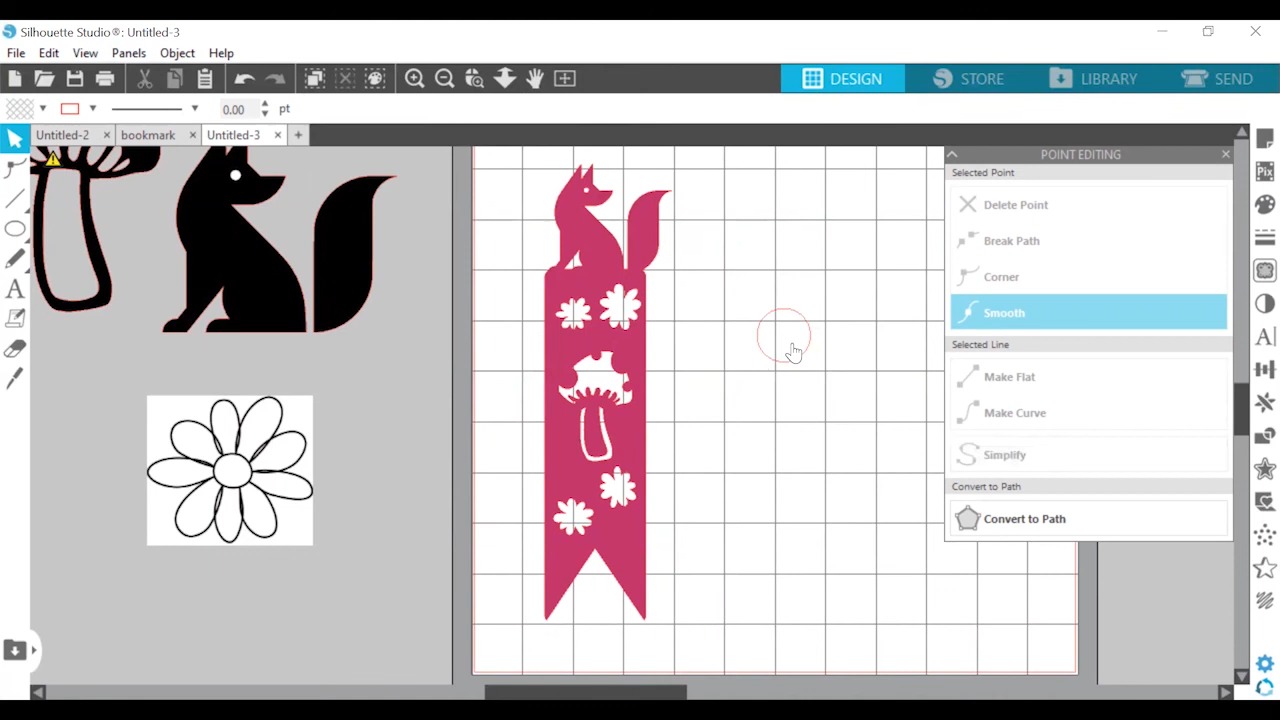 Silhouette Studio®: Untitled-3
File Edit View Panels Object Help
DESIGN STORE LIBRARY SEND
0.00 pt
Untitled-2 bookmark Untitled-3
POINT EDITING
Selected Point
Delete Point
Break Path
Corner
Smooth
Selected Line
Make Flat
Make Curve
Simplify
Convert to Path
Convert to Path